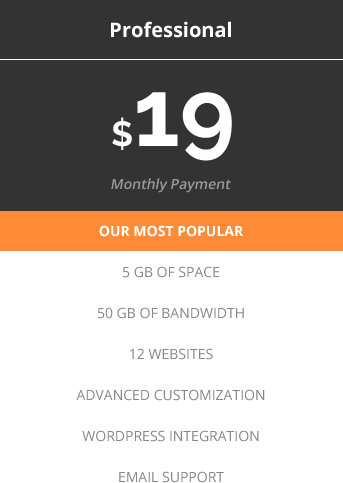 Professional
$19
Monthly Payment
OUR MOST POPULAR
5 GB OF SPACE
50 GB OF BANDWIDTH
12 WEBSITES
ADVANCED CUSTOMIZATION
WORDPRESS INTEGRATION
EMAIL SUPPORT